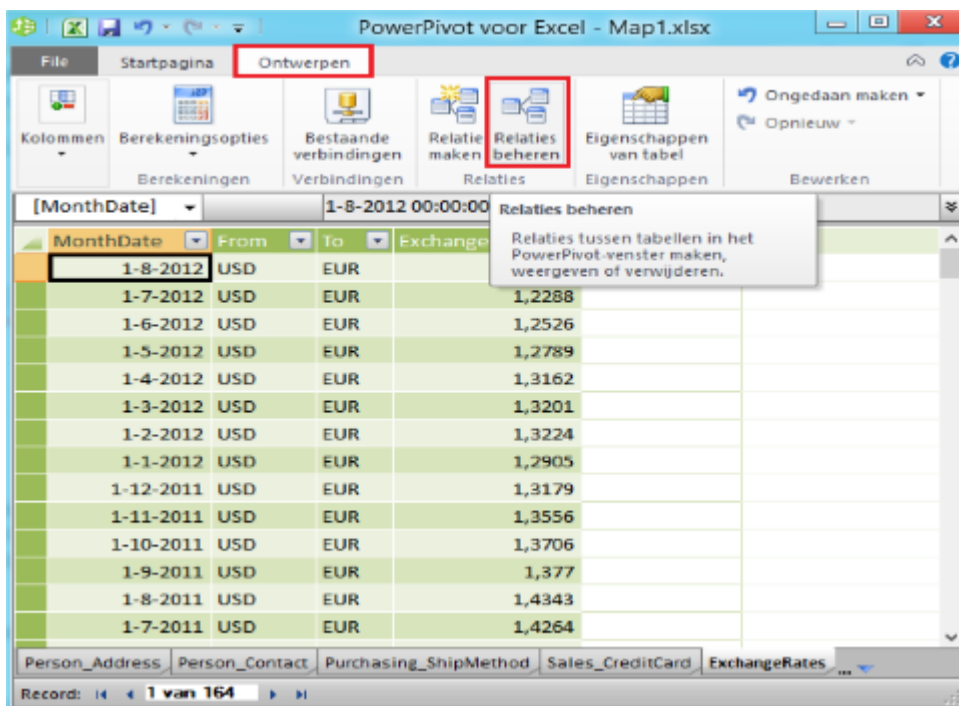 PowerPivot voor Excel - Map1.xlsx
File Startpagina Ontwerpen
Kolommen
Berekeningsopties
Bestaande verbindingen
Relatie maken
Relaties beheren
Eigenschappen van tabel
Ongedaan maken
Opnieuw
Berekeningen Verbindingen Relaties Eigenschappen Bewerken
[MonthDate] 1-8-2012 00:00:00
Relaties beheren
Relaties tussen tabellen in het
PowerPivot-venster maken,
weergeven of verwijderen.
MonthDate From To Exchange
1-8-2012 USD EUR
1-7-2012 USD EUR 1,2288
1-6-2012 USD EUR 1,2526
1-5-2012 USD EUR 1,2789
1-4-2012 USD EUR 1,3162
1-3-2012 USD EUR 1,3201
1-2-2012 USD EUR 1,3224
1-1-2012 USD EUR 1,2905
1-12-2011 USD EUR 1,3179
1-11-2011 USD EUR 1,3556
1-10-2011 USD EUR 1,3706
1-9-2011 USD EUR 1,377
1-8-2011 USD EUR 1,4343
1-7-2011 USD EUR 1,4264
Person_Address Person_Contact Purchasing_ShipMethod Sales_CreditCard ExchangeRates ...
Record: 1 van 164